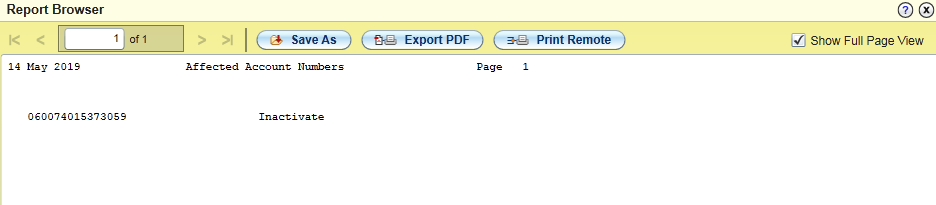 Report Browser
1 of 1 Save As Export PDF Print Remote Show Full Page View
14 May 2019 Affected Account Numbers Page 1
060074015373059 Inactivate